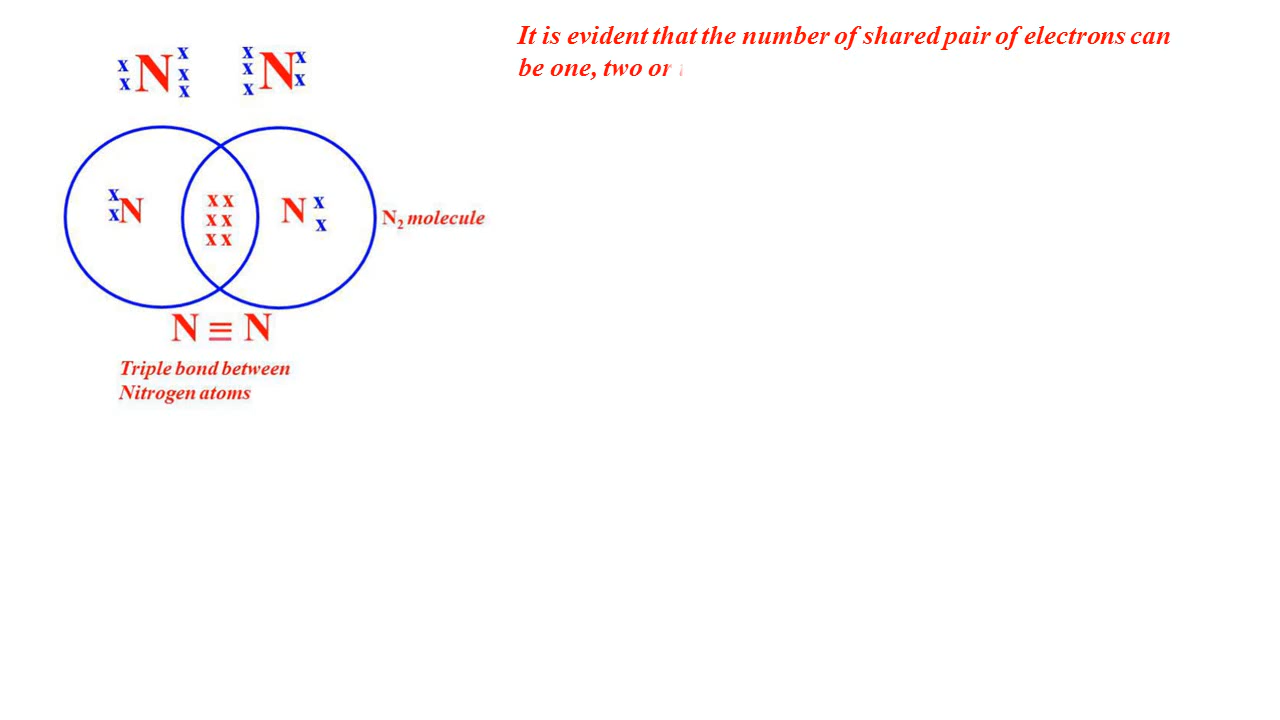 It is evident that the number of shared pair of electrons can
be one, two or
x N x x N x
x x x x
x x
x N x x N x
x x x x
x x
N₂ molecule
N ≡ N
Triple bond between
Nitrogen atoms